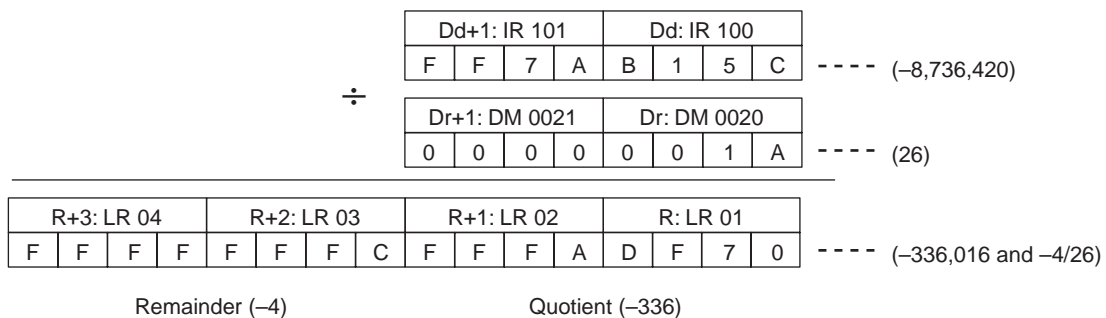 Dd+1: IR 101 Dd: IR 100
F F 7 A B 1 5 C ---- (–8,736,420)
÷
Dr+1: DM 0021 Dr: DM 0020
0 0 0 0 0 0 1 A ---- (26)
R+3: LR 04 R+2: LR 03 R+1: LR 02 R: LR 01
F F F F F F F C F F F A D F 7 0 ---- (–336,016 and –4/26)
Remainder (–4) Quotient (–336)